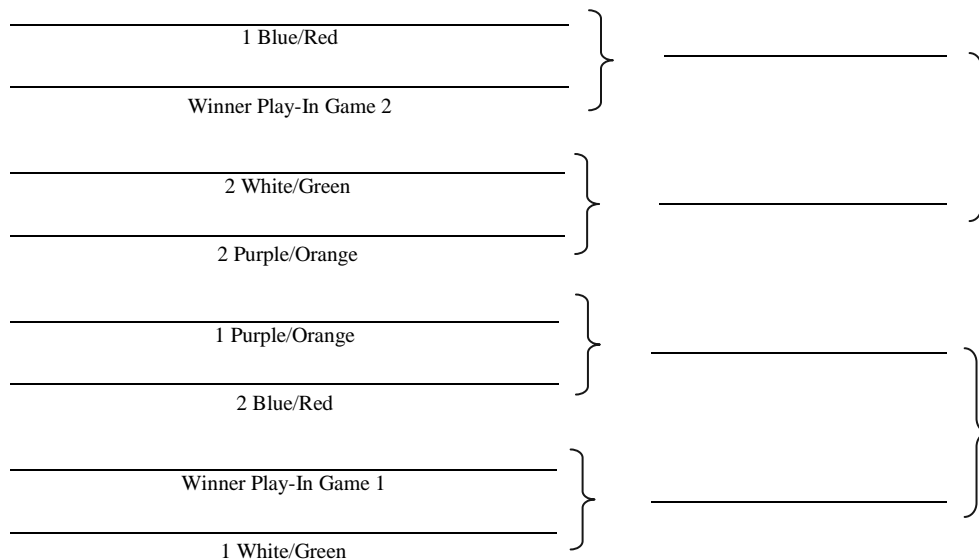 1 Blue/Red
Winner Play-In Game 2
2 White/Green
2 Purple/Orange
1 Purple/Orange
2 Blue/Red
Winner Play-In Game 1
1 White/Green